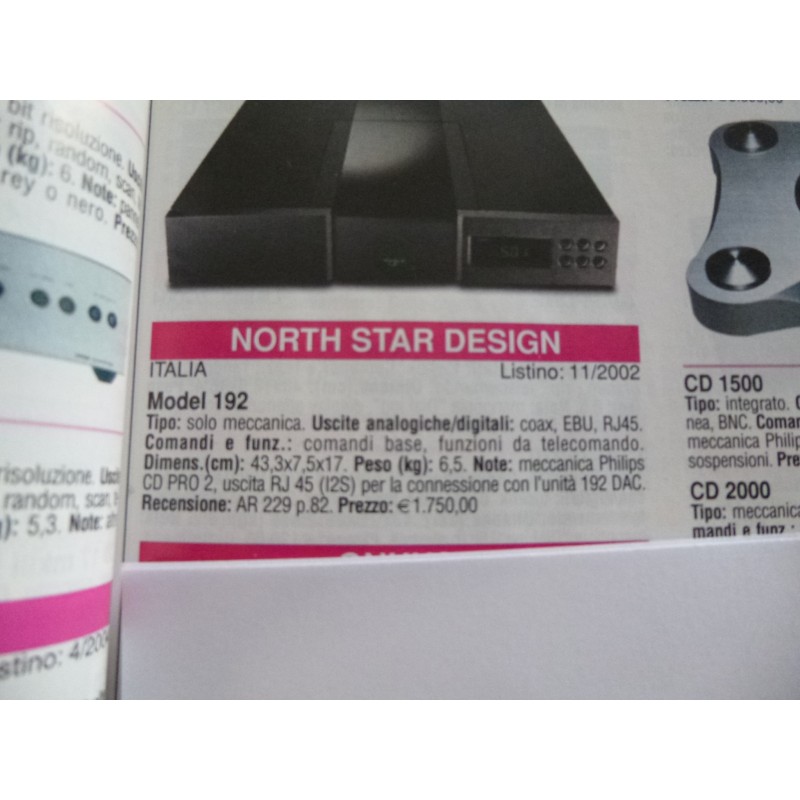 bit risoluzione.
rip, random, scan,
(kg): 6. Note:
rey o nero. Prez
NORTH STAR DESIGN
ITALIA Listino: 11/2002
Model 192
Tipo: solo meccanica. Uscite analogiche/digitali: coax, EBU, RJ45.
Comandi e funz.: comandi base, funzioni da telecomando.
Dimens.(cm): 43,3x7,5x17. Peso (kg): 6,5. Note: meccanica Philips
CD PRO 2, uscita RJ 45 (I2S) per la connessione con l'unità 192 DAC.
Recensione: AR 229 p.82. Prezzo: €1.750,00
risoluzione.
random, scan,
): 5,3. Note:
stino: 4/200
CD 1500
Tipo: integrato.
nea, BNC. Coman
meccanica Philip
sospensioni. Pre
CD 2000
Tipo: meccanica
mandi e funz.: